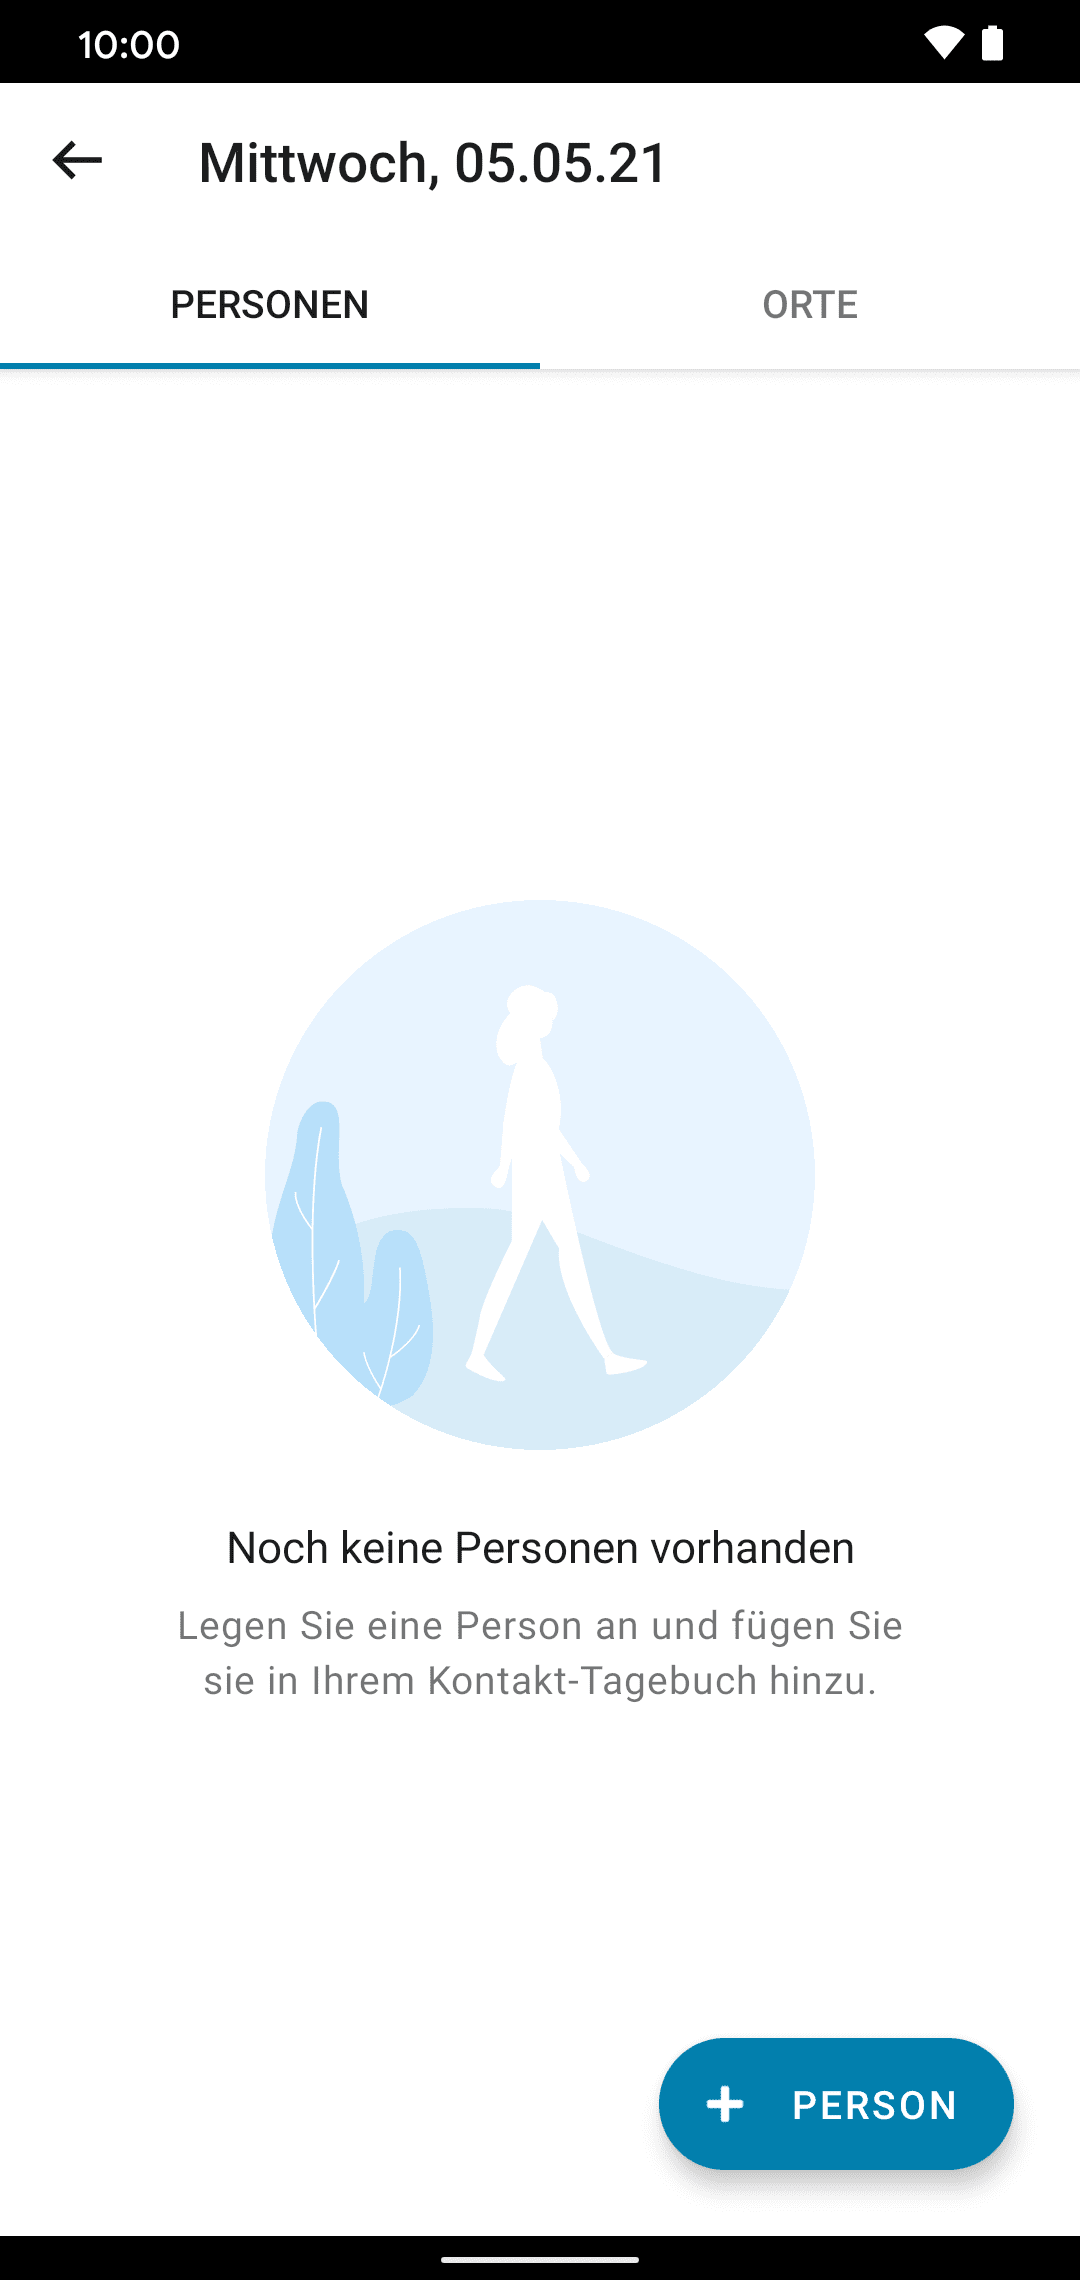 10:00
Mittwoch, 05.05.21
PERSONEN
ORTE
Noch keine Personen vorhanden
Legen Sie eine Person an und fügen Sie
sie in Ihrem Kontakt-Tagebuch hinzu.
PERSON